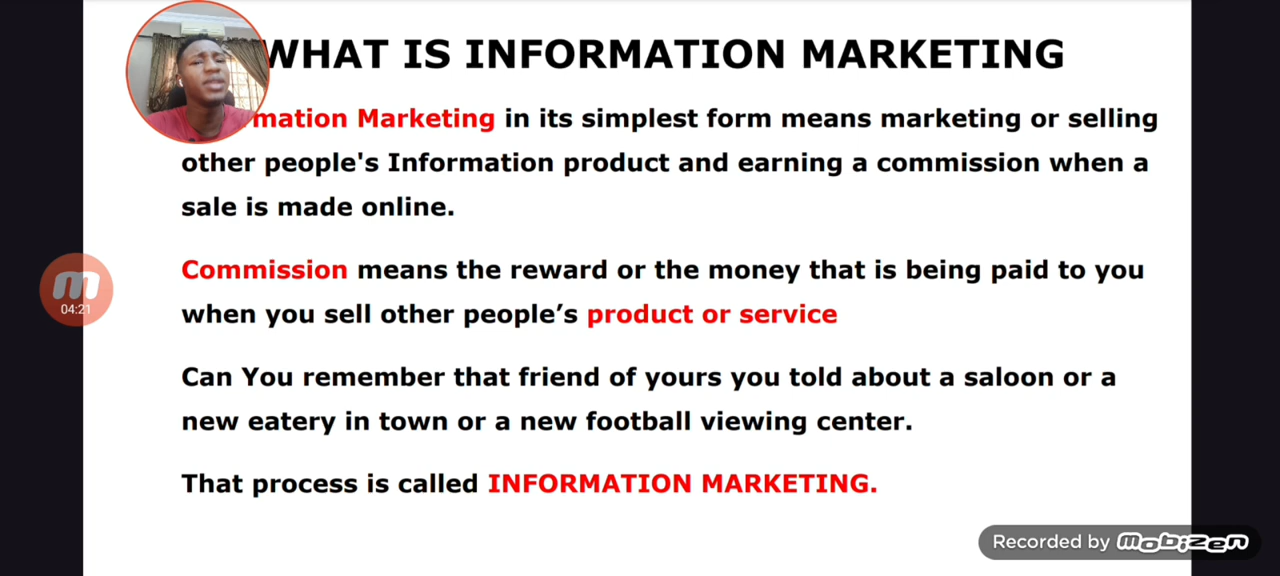 WHAT IS INFORMATION MARKETING
mation Marketing in its simplest form means marketing or selling
other people's Information product and earning a commission when a
sale is made online.
Commission means the reward or the money that is being paid to you
when you sell other people’s product or service
Can You remember that friend of yours you told about a saloon or a
new eatery in town or a new football viewing center.
That process is called INFORMATION MARKETING.
m
04:21
Recorded by mobizen